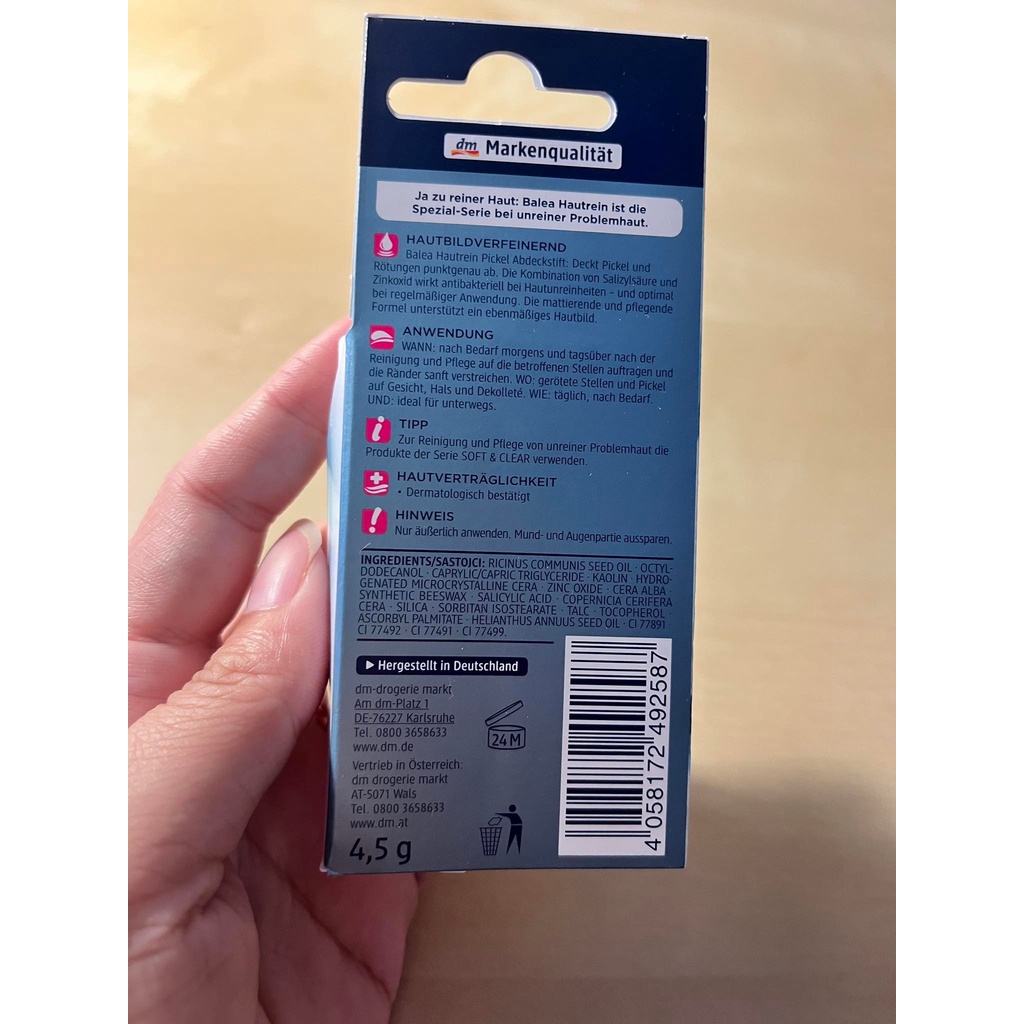 dm Markenqualität
Ja zu reiner Haut: Balea Hautrein ist die
Spezial-Serie bei unreiner Problemhaut.
HAUTBILDVERFEINERND
Balea Hautrein Pickel Abdeckstift: Deckt Pickel und
Rötungen punktgenau ab. Die Kombination von Salizylsäure und
Zinkoxid wirkt antibakteriell bei Hautunreinheiten – und optimal
bei regelmäßiger Anwendung. Die mattierende und pflegende
Formel unterstützt ein ebenmäßiges Hautbild.
ANWENDUNG
WANN: nach Bedarf morgens und tagsüber nach der
Reinigung und Pflege auf die betroffenen Stellen auftragen und
die Ränder sanft verstreichen. WO: gerötete Stellen und Pickel
auf Gesicht, Hals und Dekolleté. WIE: täglich, nach Bedarf.
UND: ideal für unterwegs.
TIPP
Zur Reinigung und Pflege von unreiner Problemhaut die
Produkte der Serie SOFT & CLEAR verwenden.
HAUTVERTRÄGLICHKEIT
• Dermatologisch bestätigt
HINWEIS
Nur äußerlich anwenden. Mund- und Augenpartie aussparen.
INGREDIENTS/SASTOJCI: RICINUS COMMUNIS SEED OIL · OCTYL-
DODECANOL · CAPRYLIC/CAPRIC TRIGLYCERIDE · KAOLIN · HYDRO-
GENATED MICROCRYSTALLINE CERA · ZINC OXIDE · CERA ALBA ·
SYNTHETIC BEESWAX · SALICYLIC ACID · COPERNICIA CERIFERA
CERA · SILICA · SORBITAN ISOSTEARATE · TALC · TOCOPHEROL ·
ASCORBYL PALMITATE · HELIANTHUS ANNUUS SEED OIL · CI 77891
CI 77492 · CI 77491 · CI 77499.
Hergestellt in Deutschland
dm-drogerie markt
Am dm-Platz 1
DE-76227 Karlsruhe
Tel. 0800 3658633
www.dm.de
24 M
Vertrieb in Österreich:
dm drogerie markt
AT-5071 Wals
Tel. 0800 3658633
www.dm.at
4,5 g
4 058172 492587